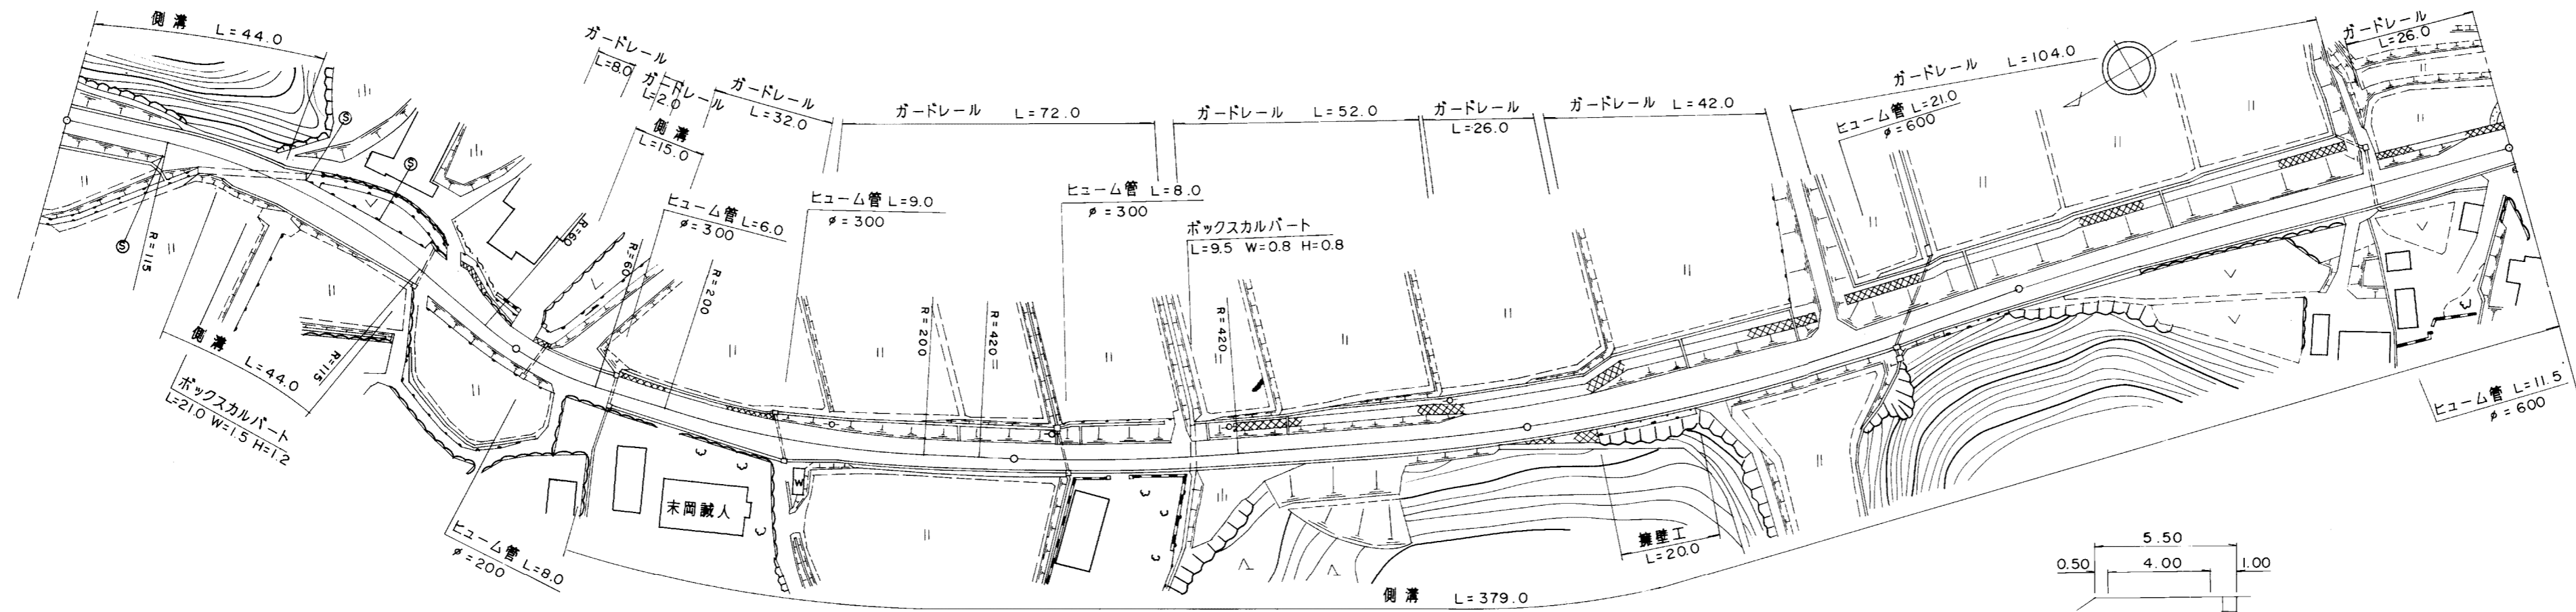 側溝 L=44.0
ガードレール
L=8.0
ガードレール
L=2.0
側溝
L=15.0
ガードレール
L=32.0
ガードレール L=72.0
ガードレール L=52.0
ガードレール
L=26.0
ガードレール L=42.0
ガードレール L=104.0
ガードレール
L=26.0
ヒューム管 L=21.0
φ=600
ヒューム管 L=6.0
φ=300
ヒューム管 L=9.0
φ=300
ヒューム管 L=8.0
φ=300
ボックスカルバート
L=9.5 W=0.8 H=0.8
S
S
S
R=115
R=60
R=60
R=200
R=200
R=420
R=420
R=115
側溝 L=44.0
ボックスカルバート
L=21.0 W=1.5 H=1.2
ヒューム管 L=8.0
φ=200
末岡誠人
W
擁壁工
L=20.0
側溝 L=379.0
ヒューム管 L=11.5
φ=600
5.50
0.50 4.00 1.00